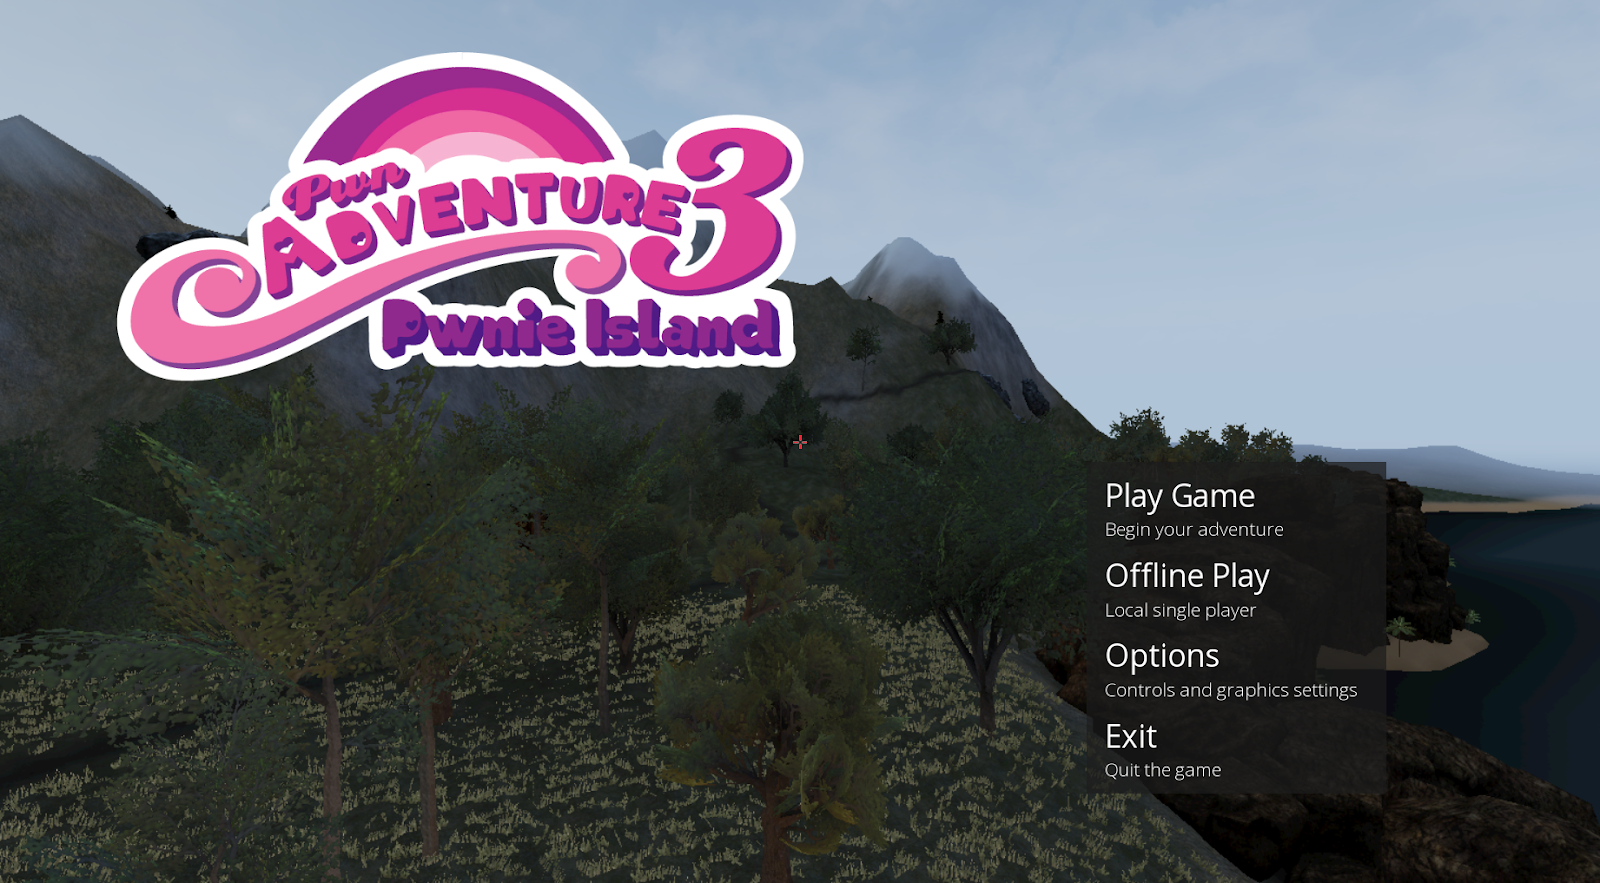 Pwn
ADVENTURE 3
Pwnie Island
Play Game
Begin your adventure
Offline Play
Local single player
Options
Controls and graphics settings
Exit
Quit the game